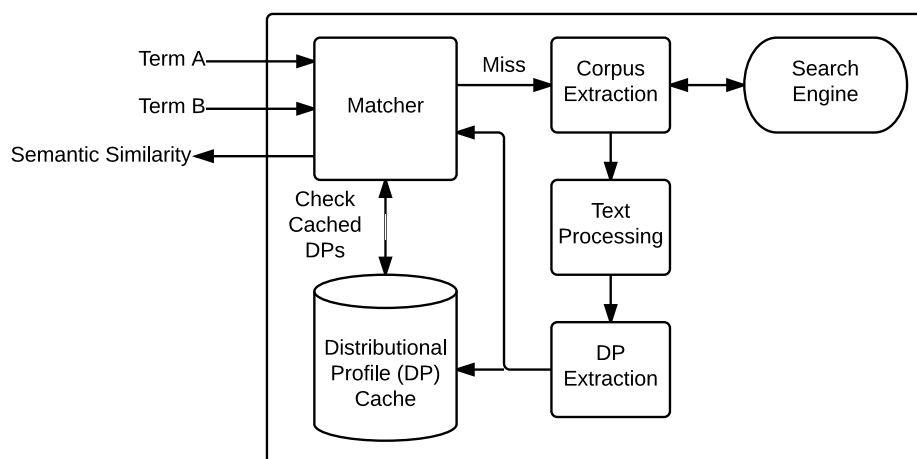 Term A
Term B
Semantic Similarity
Matcher
Miss
Corpus
Extraction
Search
Engine
Check
Cached
DPs
Text
Processing
Distributional
Profile (DP)
Cache
DP
Extraction